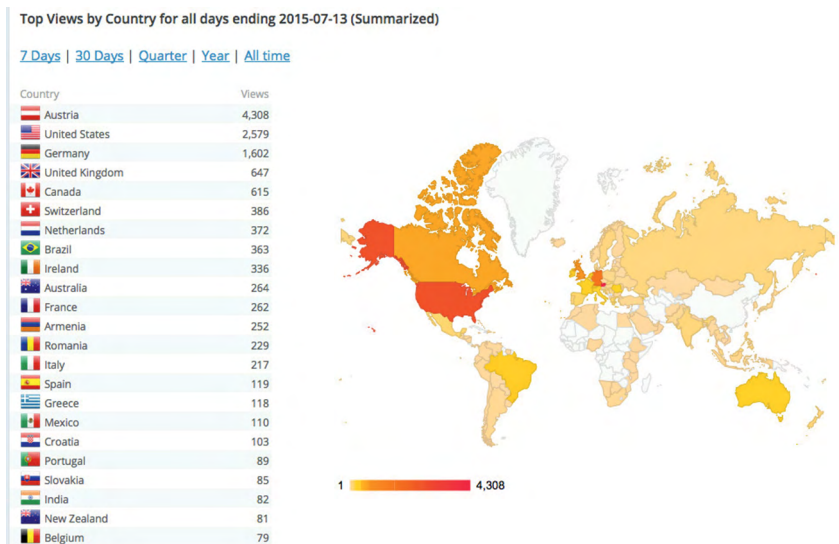 Top Views by Country for all days ending 2015-07-13 (Summarized)
7 Days | 30 Days | Quarter | Year | All time
Country Views
Austria 4,308
United States 2,579
Germany 1,602
United Kingdom 647
Canada 615
Switzerland 386
Netherlands 372
Brazil 363
Ireland 336
Australia 264
France 262
Armenia 252
Romania 229
Italy 217
Spain 119
Greece 118
Mexico 110
Croatia 103
Portugal 89
Slovakia 85
India 82
New Zealand 81
Belgium 79
1 4,308